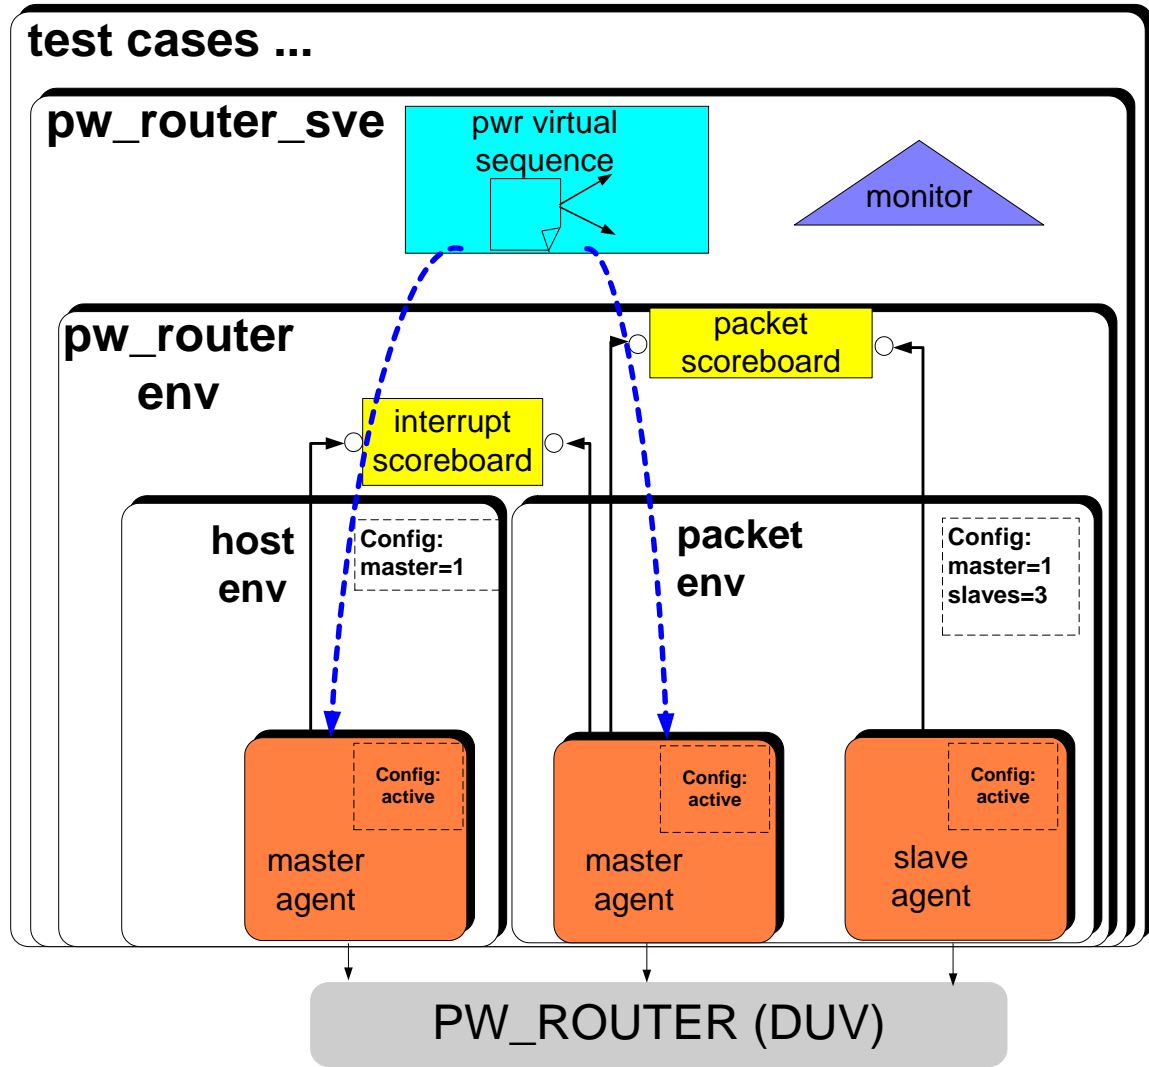 test cases ...
pw_router_sve
pwr virtual
sequence
monitor
pw_router
env
packet
scoreboard
interrupt
scoreboard
host
env
Config:
master=1
packet
env
Config:
master=1
slaves=3
Config:
active
master
agent
Config:
active
master
agent
Config:
active
slave
agent
PW_ROUTER (DUV)